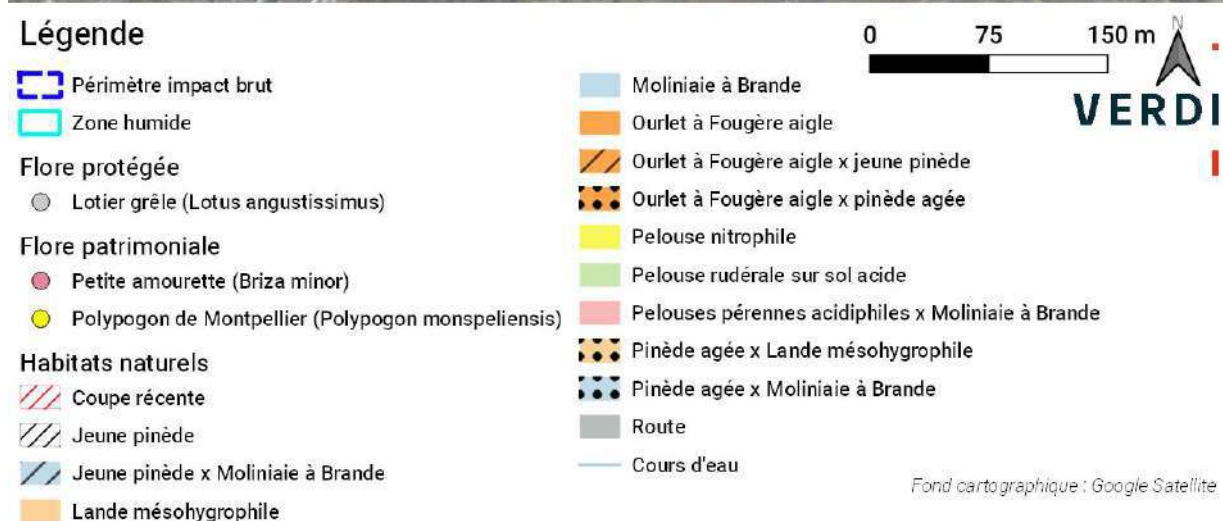 Légende
0 75 150 m
N
VERDI
Périmètre impact brut
Zone humide
Flore protégée
Lotier grêle (Lotus angustissimus)
Flore patrimoniale
Petite amourette (Briza minor)
Polypogon de Montpellier (Polypogon monspeliensis)
Habitats naturels
Coupe récente
Jeune pinède
Jeune pinède x Moliniaie à Brande
Lande mésohygrophile
Moliniaie à Brande
Ourlet à Fougère aigle
Ourlet à Fougère aigle x jeune pinède
Ourlet à Fougère aigle x pinède agée
Pelouse nitrophile
Pelouse rudérale sur sol acide
Pelouses pérennes acidiphiles x Moliniaie à Brande
Pinède agée x Lande mésohygrophile
Pinède agée x Moliniaie à Brande
Route
Cours d'eau
Fond cartographique : Google Satellite